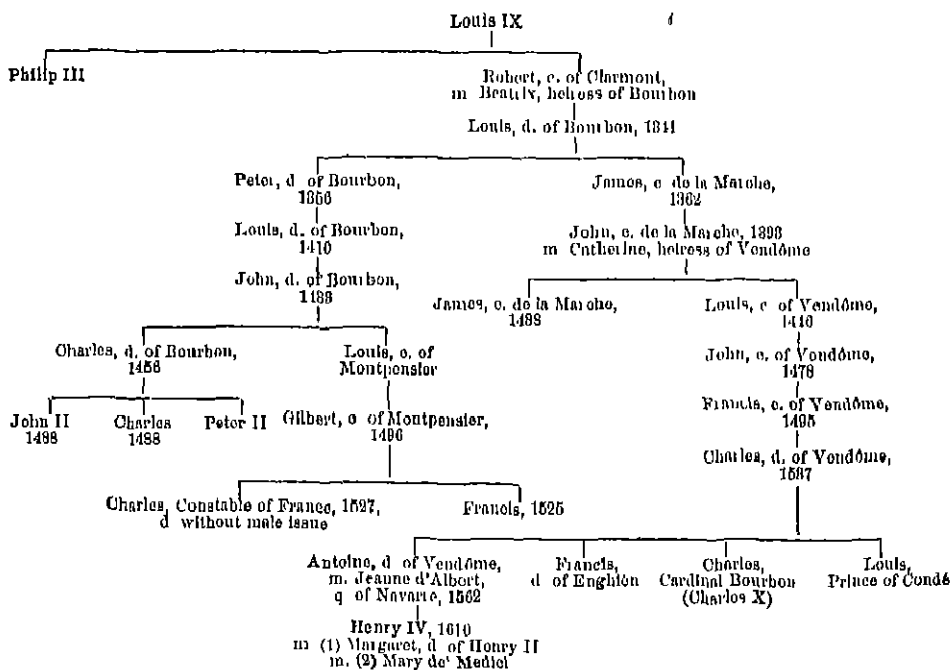 Louis IX
Philip III
Robert, c. of Clarmont,
m Beatrix, heiress of Bourbon
Louis, d. of Bourbon, 1341
Peter, d of Bourbon,
1356
James, c de la Marche,
1362
Louis, d. of Bourbon,
1410
John, c. de la Marche, 1393
m Catherine, heiress of Vendôme
John, d. of Bourbon,
1433
James, c. de la Marche,
1438
Louis, c of Vendôme,
1446
Charles, d. of Bourbon,
1456
Louis, c. of
Montpensier
John, c. of Vendôme,
1478
John II
1488
Charles
1488
Peter II
Gilbert, c of Montpensier,
1496
Francis, c. of Vendôme,
1495
Charles, d. of Vendôme,
1537
Charles, Constable of France, 1527,
d without male issue
Francis, 1525
Antoine, d of Vendôme,
m. Jeanne d'Albert,
q of Navarre, 1562
Francis,
d of Enghien
Charles,
Cardinal Bourbon
(Charles X)
Louis,
Prince of Condé
Henry IV, 1610
m (1) Margaret, d of Henry II
m. (2) Mary de' Medici